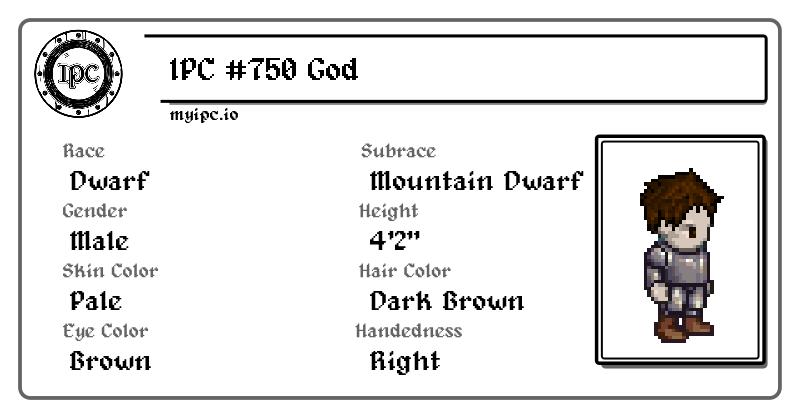 IPC
IPC #750 God
myipc.io
Race
Dwarf
Subrace
Mountain Dwarf
Gender
Male
Height
4'2"
Skin Color
Pale
Hair Color
Dark Brown
Eye Color
Brown
Handedness
Right